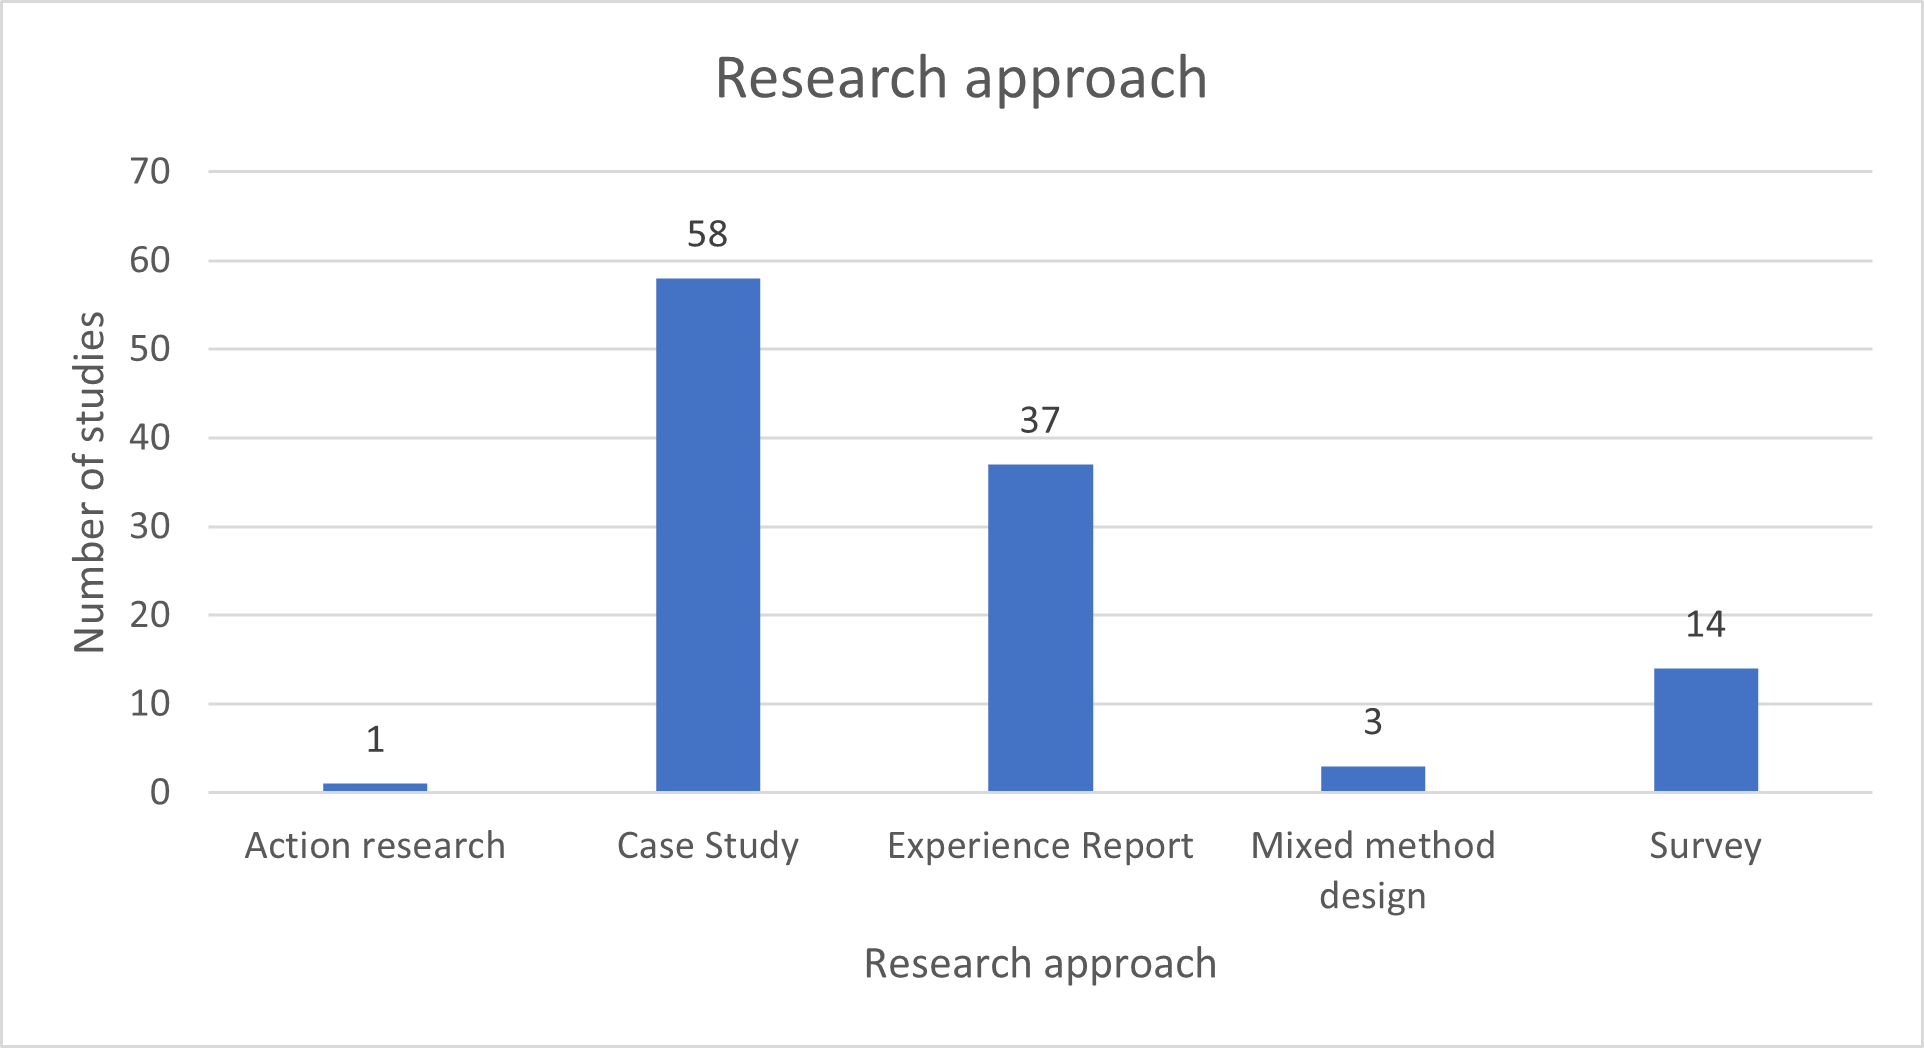 Research approach
70
60
50
40
30
20
10
0
Number of studies
1
58
37
3
14
Action research
Case Study
Experience Report
Mixed method
design
Survey
Research approach